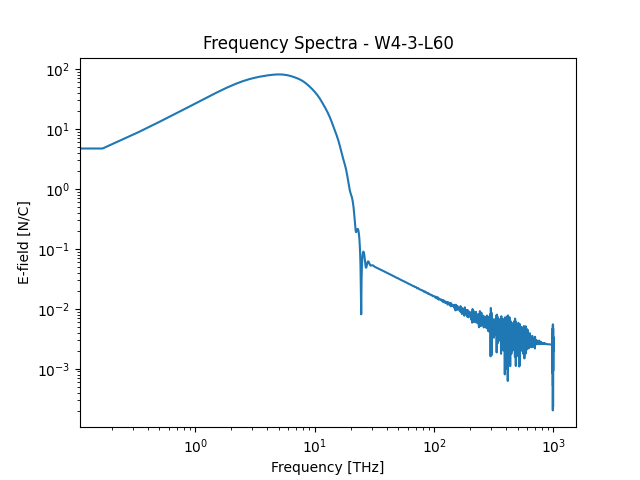 Frequency Spectra - W4-3-L60
10²
10¹
10⁰
10⁻¹
10⁻²
10⁻³
E-field [N/C]
10⁰ 10¹ 10² 10³
Frequency [THz]